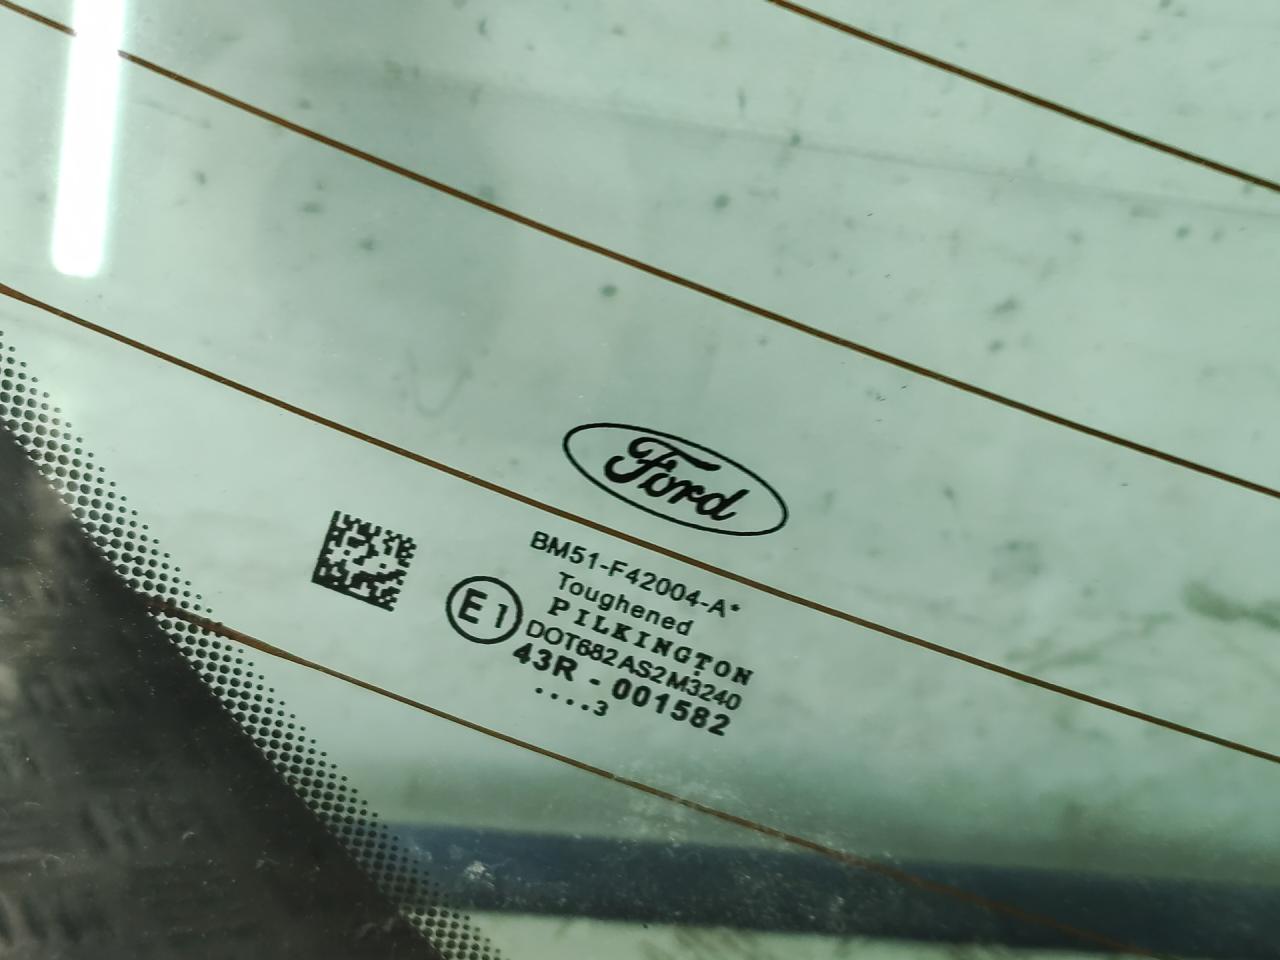 Ford
BM51-F42004-A*
Toughened
PILKINGTON
E1
DOT682AS2M3240
43R - 001582
....3